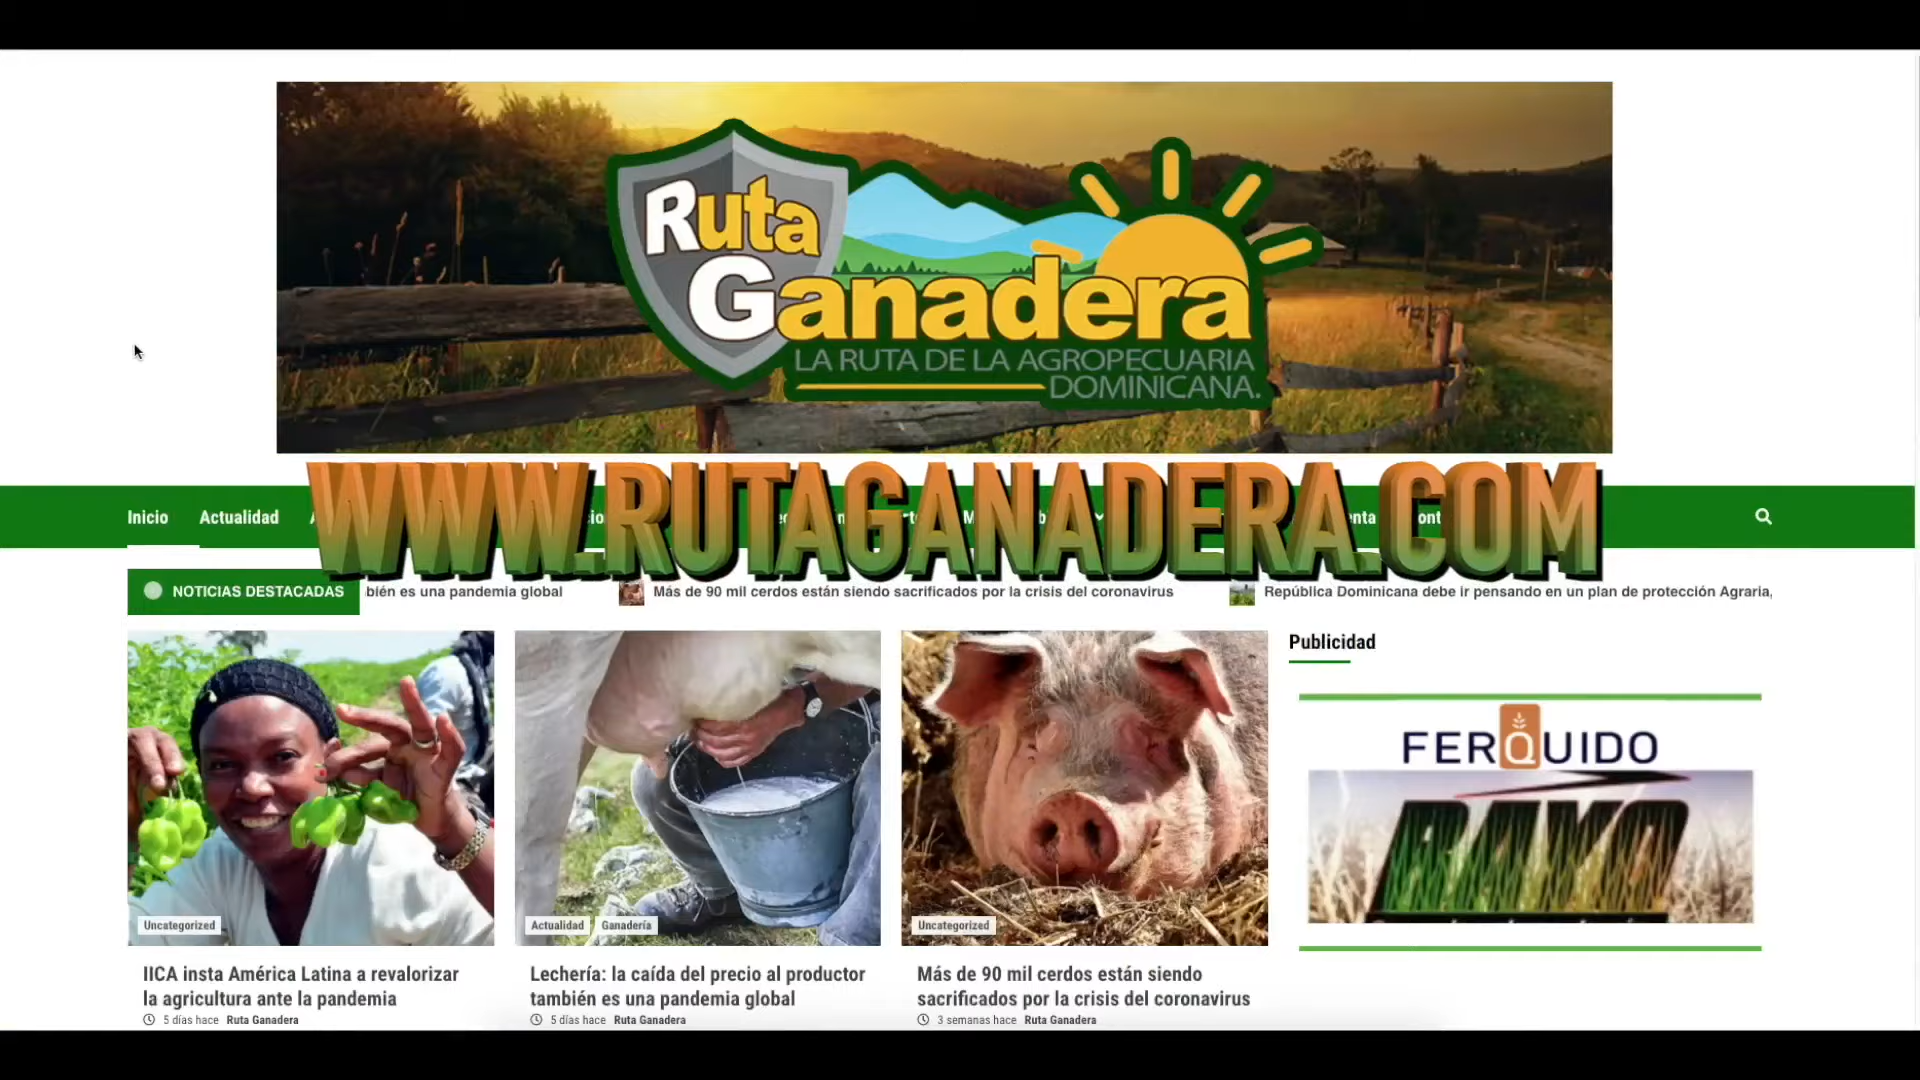 Ruta
Ganadera
LA RUTA DE LA AGROPECUARIA
DOMINICANA.
WWW.RUTAGANADERA.COM
Inicio Actualidad
NOTICIAS DESTACADAS bién es una pandemia global Más de 90 mil cerdos están siendo sacrificados por la crisis del coronavirus República Dominicana debe ir pensando en un plan de protección Agraria,
Publicidad
FERQUIDO
RAYO
Uncategorized
Actualidad Ganadería
Uncategorized
IICA insta América Latina a revalorizar
la agricultura ante la pandemia
5 días hace Ruta Ganadera
Lechería: la caída del precio al productor
también es una pandemia global
5 días hace Ruta Ganadera
Más de 90 mil cerdos están siendo
sacrificados por la crisis del coronavirus
3 semanas hace Ruta Ganadera